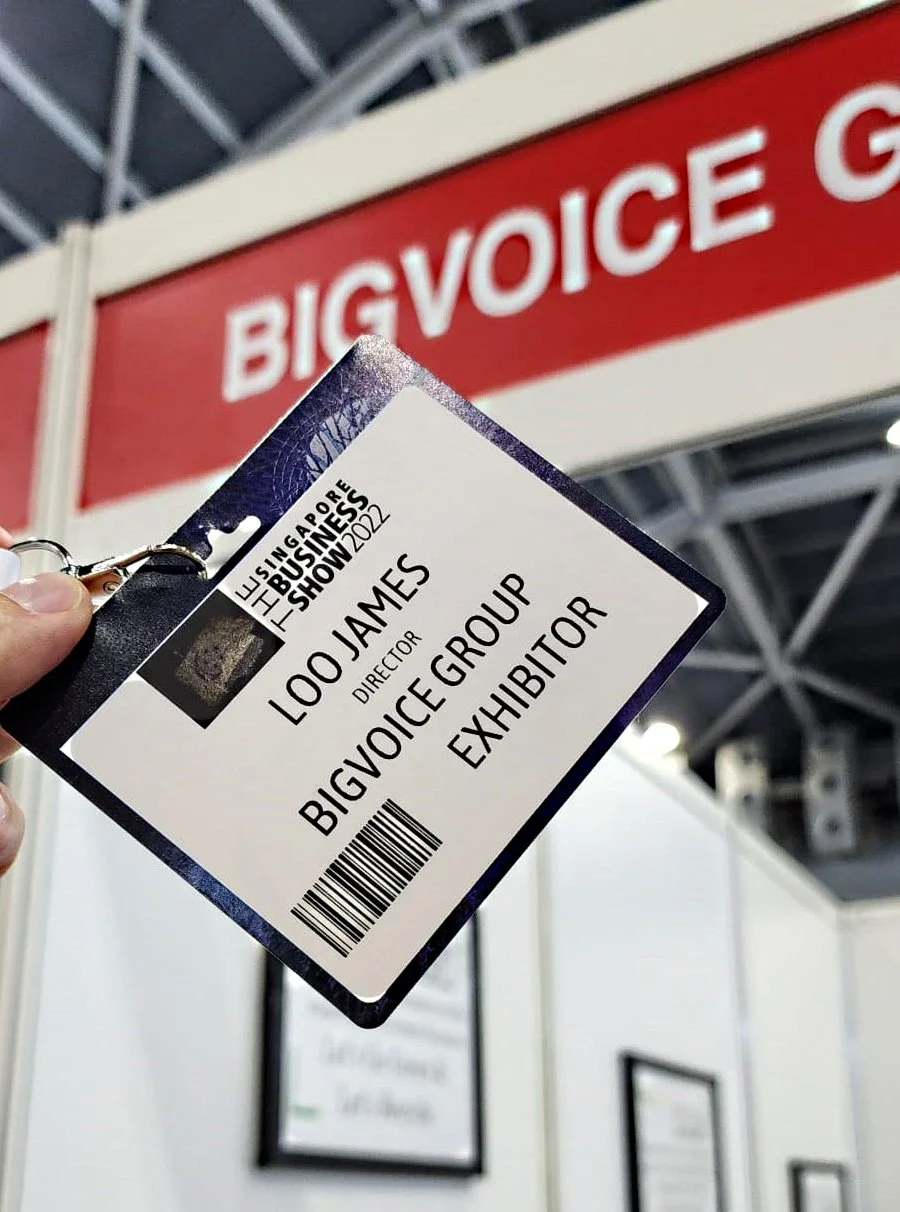 BIGVOICE G
THE
SINGAPORE
BUSINESS
SHOW 2022
LOO JAMES
DIRECTOR
BIGVOICE GROUP
EXHIBITOR